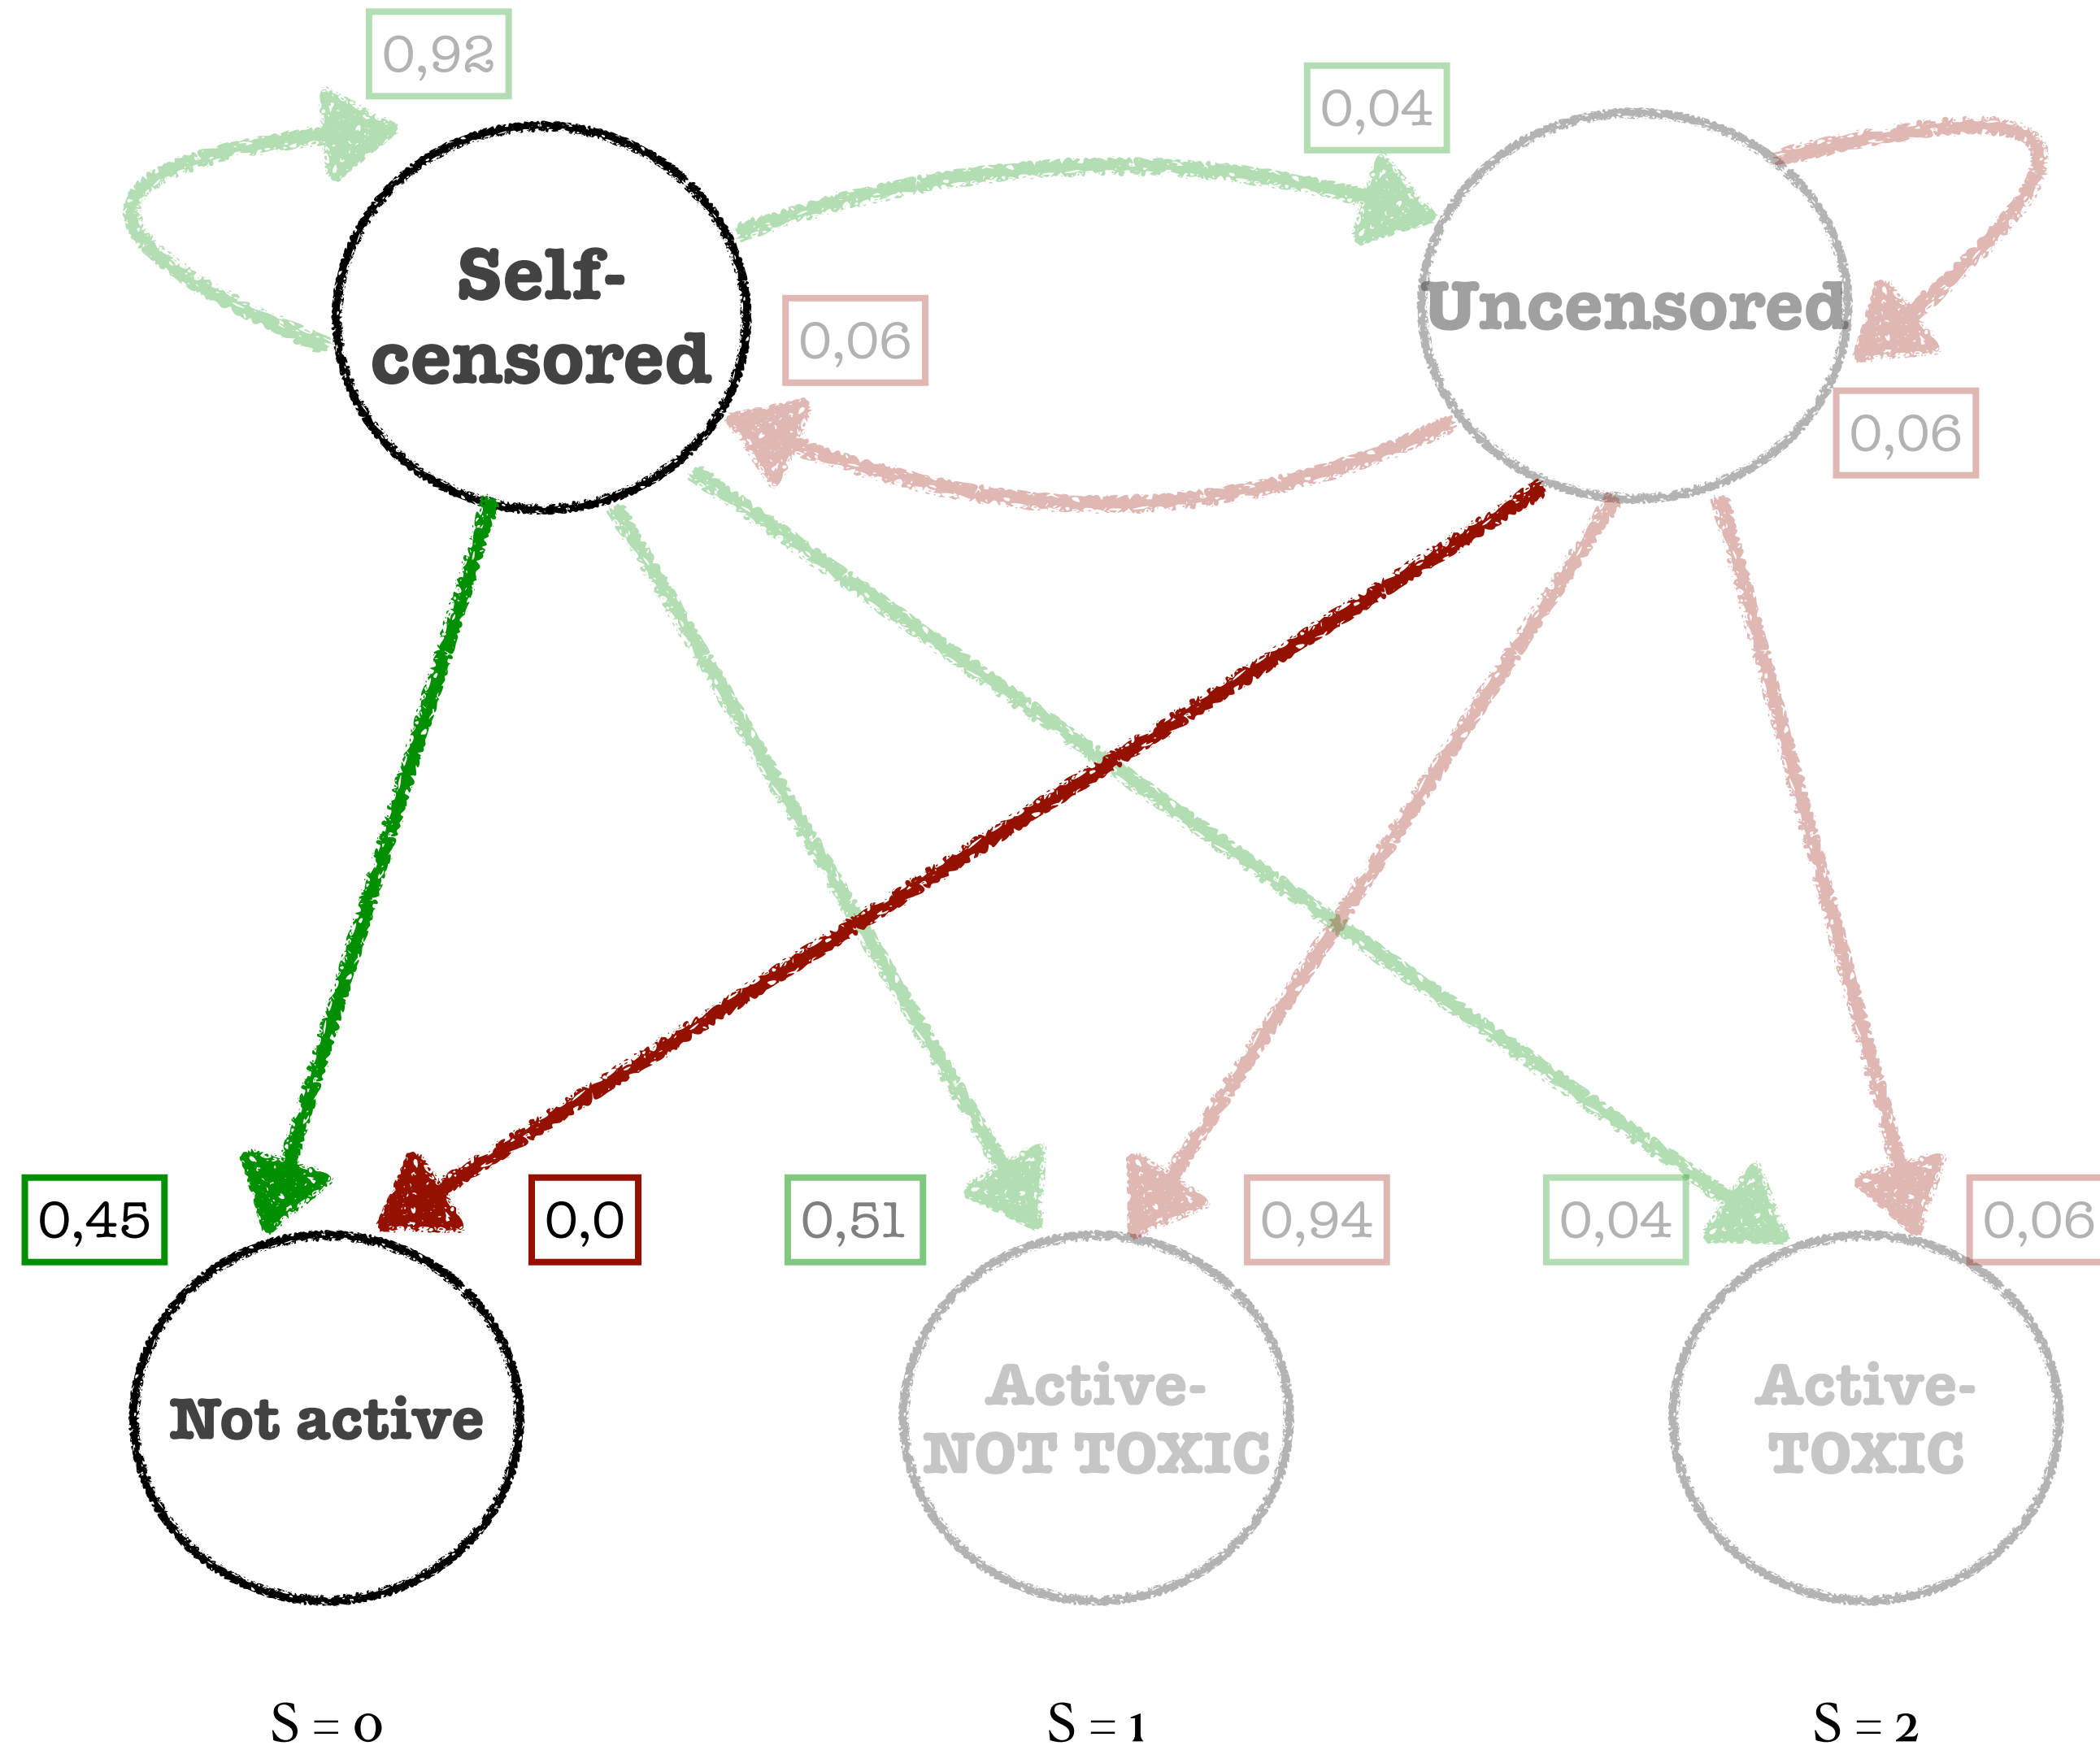 0,92
0,04
Self-
censored
Uncensored
0,06
0,06
0,45
0,0
0,51
0,94
0,04
0,06
Not active
Active-
NOT TOXIC
Active-
TOXIC
S = 0
S = 1
S = 2